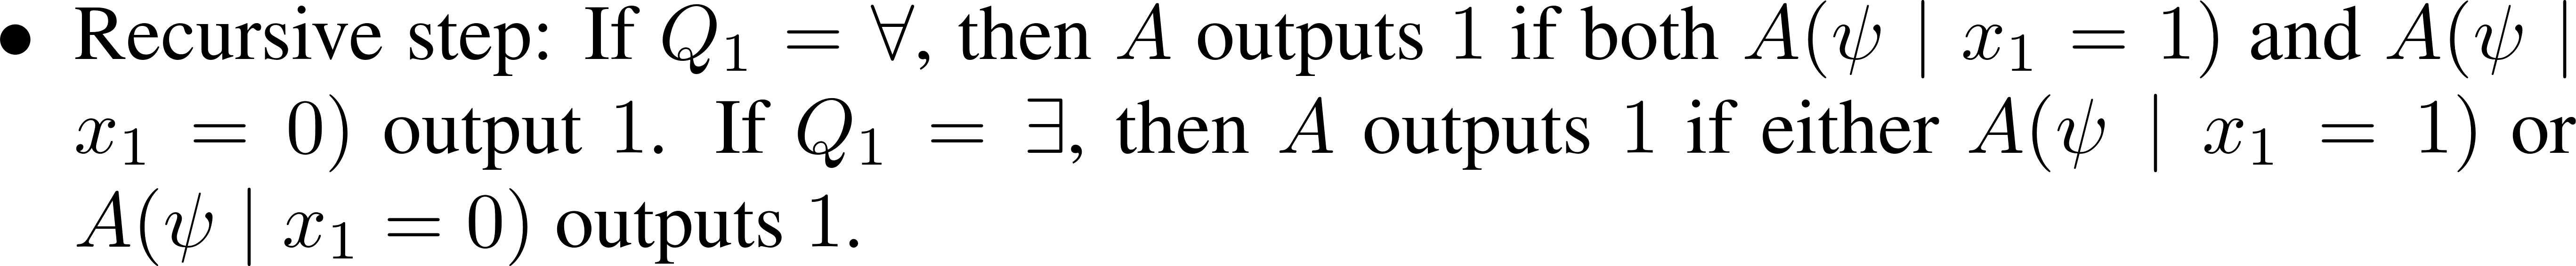 • Recursive step: If Q₁ = ∀, then A outputs 1 if both A(ψ | x₁ = 1) and A(ψ |
x₁ = 0) output 1. If Q₁ = ∃, then A outputs 1 if either A(ψ | x₁ = 1) or
A(ψ | x₁ = 0) outputs 1.